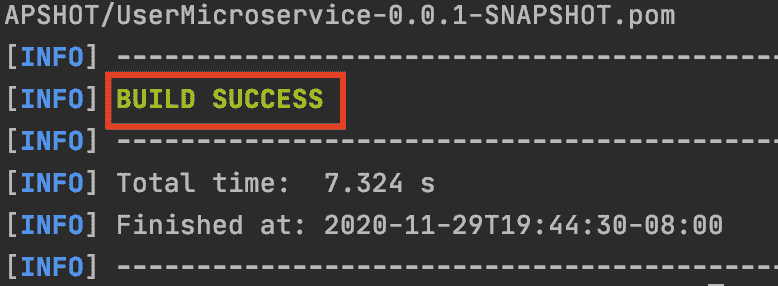 APSHOT/UserMicroservice-0.0.1-SNAPSHOT.pom
[INFO] ------------------------------------------
[INFO] BUILD SUCCESS
[INFO] ------------------------------------------
[INFO] Total time:  7.324 s
[INFO] Finished at: 2020-11-29T19:44:30-08:00
[INFO] ------------------------------------------